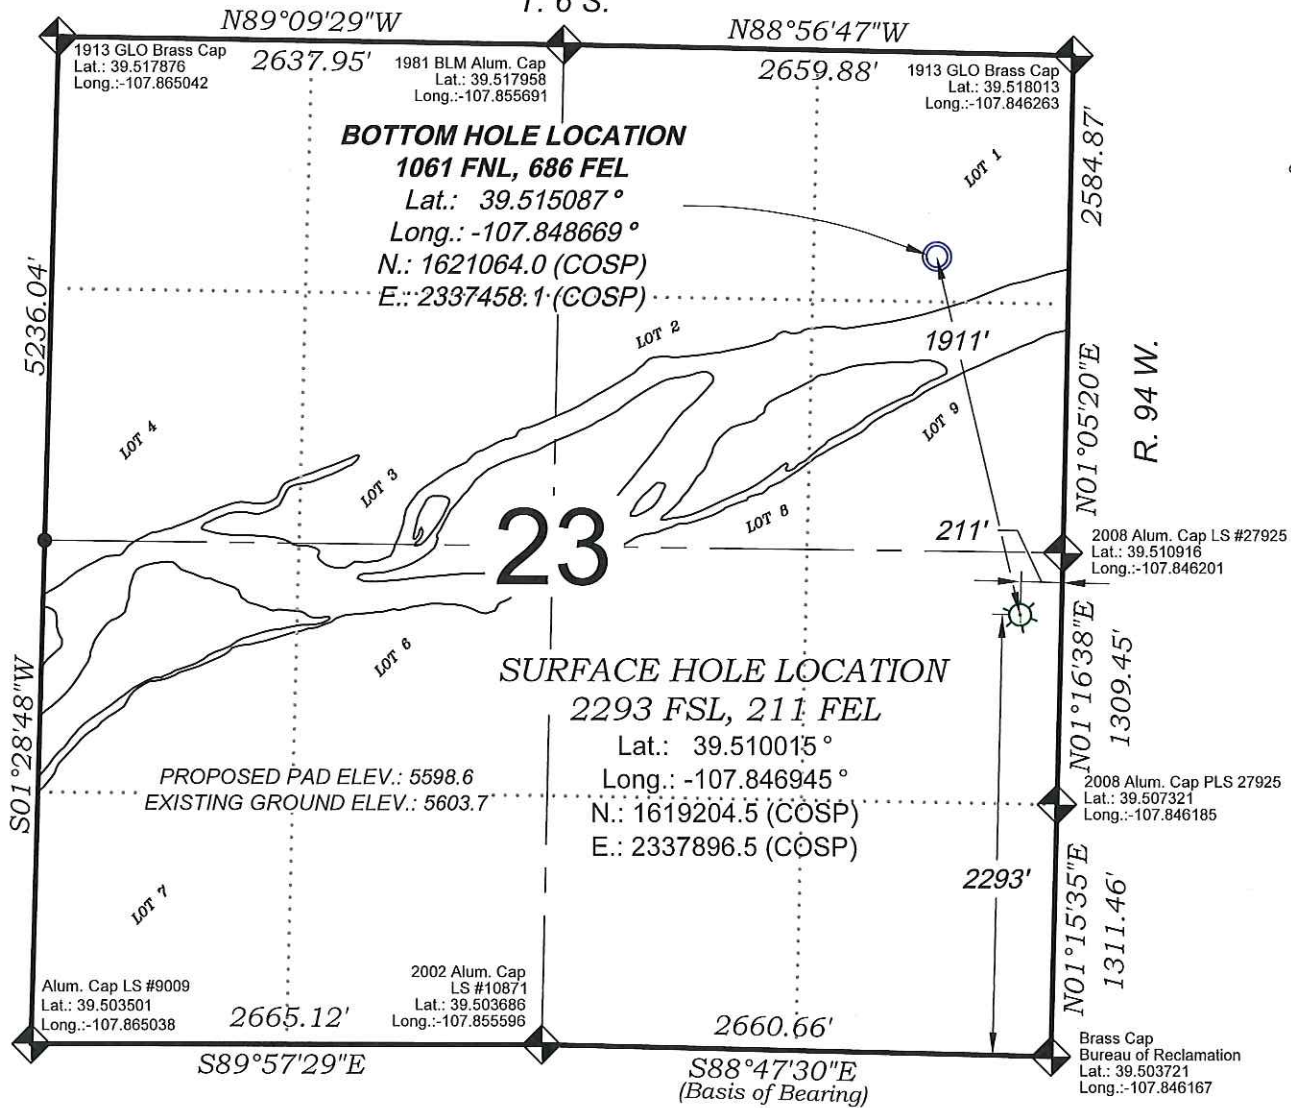 T. 6 S.
N89°09'29"W
N88°56'47"W
1913 GLO Brass Cap
Lat.: 39.517876
Long.:-107.865042
2637.95'
1981 BLM Alum. Cap
Lat.: 39.517958
Long.:-107.855691
2659.88'
1913 GLO Brass Cap
Lat.: 39.518013
Long.:-107.846263
2584.87'
BOTTOM HOLE LOCATION
1061 FNL, 686 FEL
Lat.: 39.515087°
Long.: -107.848669°
N.: 1621064.0 (COSP)
E.: 2337458.1 (COSP)
LOT 1
5236.04'
LOT 2
1911'
N01°05'20"E
R. 94 W.
LOT 4
LOT 3
LOT 9
LOT 8
23
211'
2008 Alum. Cap LS #27925
Lat.: 39.510916
Long.:-107.846201
LOT 6
SURFACE HOLE LOCATION
2293 FSL, 211 FEL
Lat.: 39.510015°
Long.: -107.846945°
N.: 1619204.5 (COSP)
E.: 2337896.5 (COSP)
N01°16'38"E
1309.45'
S01°28'48"W
PROPOSED PAD ELEV.: 5598.6
EXISTING GROUND ELEV.: 5603.7
2008 Alum. Cap PLS 27925
Lat.: 39.507321
Long.:-107.846185
2293'
LOT 7
N01°15'35"E
1311.46'
Alum. Cap LS #9009
Lat.: 39.503501
Long.:-107.865038
2665.12'
2002 Alum. Cap
LS #10871
Lat.: 39.503686
Long.:-107.855596
2660.66'
Brass Cap
Bureau of Reclamation
Lat.: 39.503721
Long.:-107.846167
S89°57'29"E
S88°47'30"E
(Basis of Bearing)